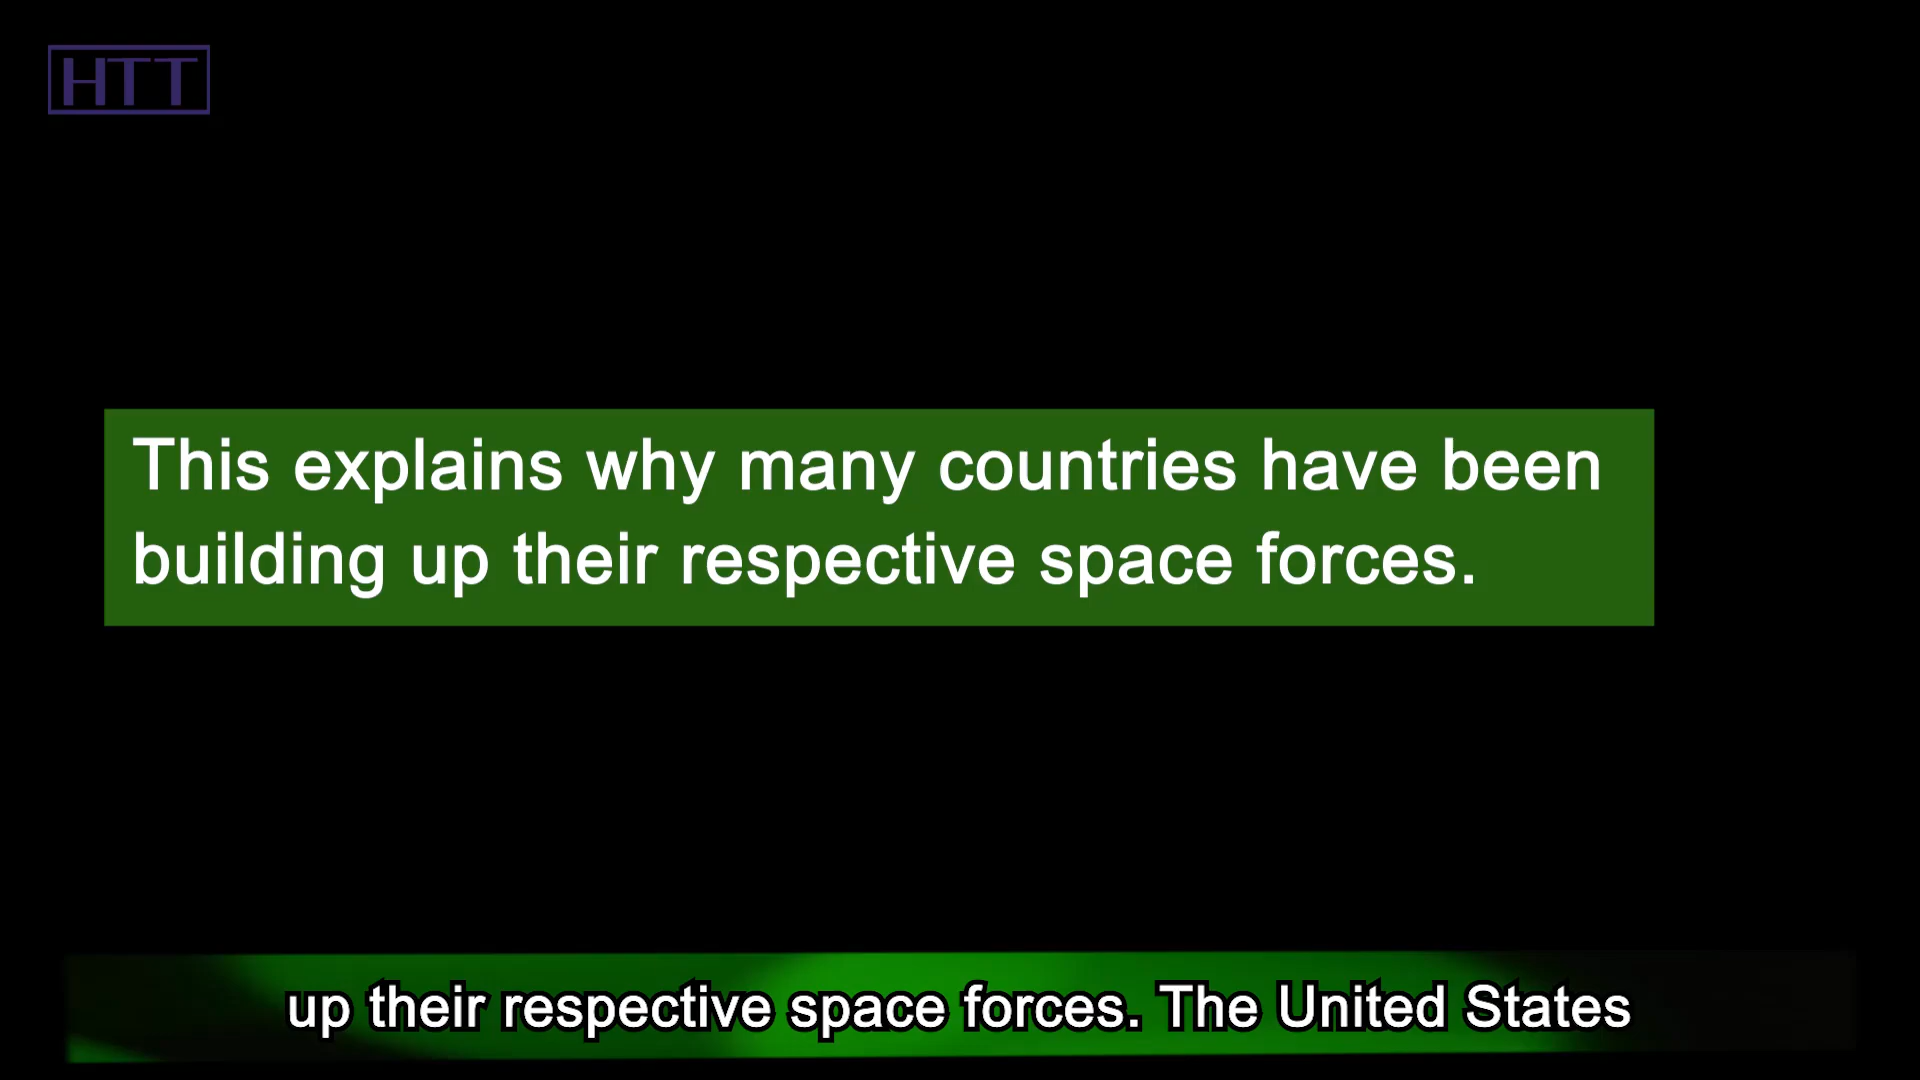 HTT
This explains why many countries have been
building up their respective space forces.
up their respective space forces. The United States